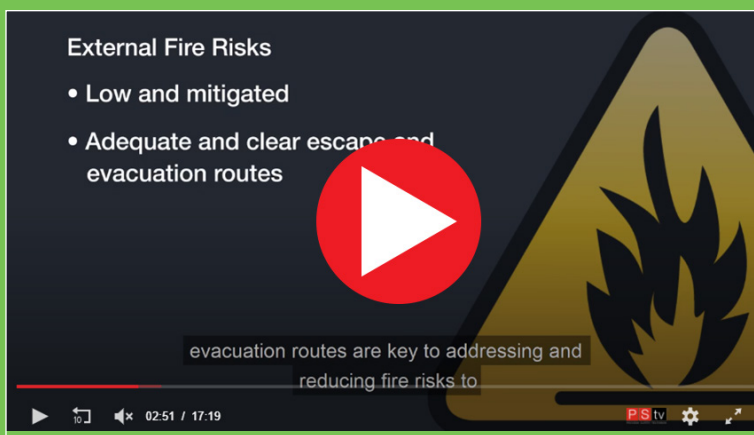 External Fire Risks
• Low and mitigated
• Adequate and clear escape and
evacuation routes
evacuation routes are key to addressing and
reducing fire risks to
10
02:51 / 17:19
PS tv